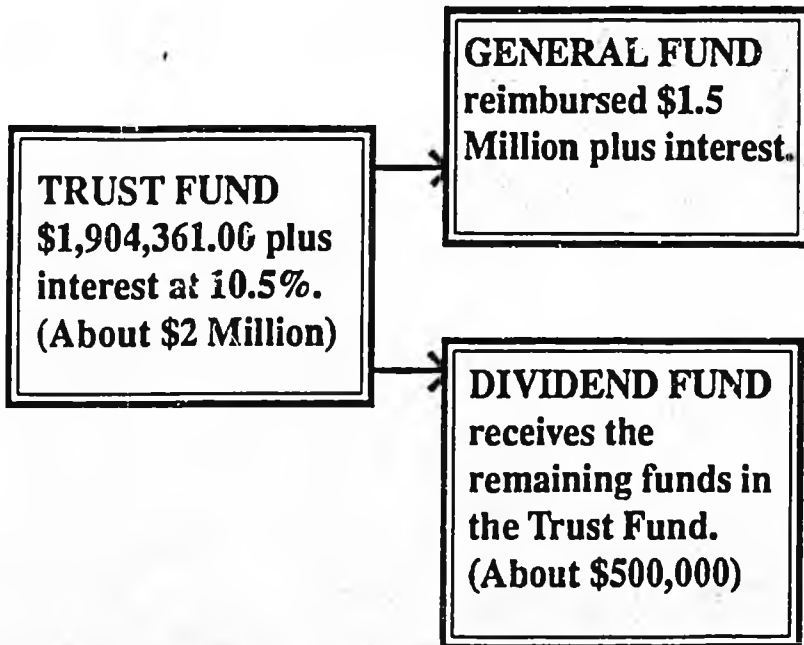 TRUST FUND
$1,904,361.00 plus
interest at 10.5%.
(About $2 Million)
GENERAL FUND
reimbursed $1.5
Million plus interest.
DIVIDEND FUND
receives the
remaining funds in
the Trust Fund.
(About $500,000)